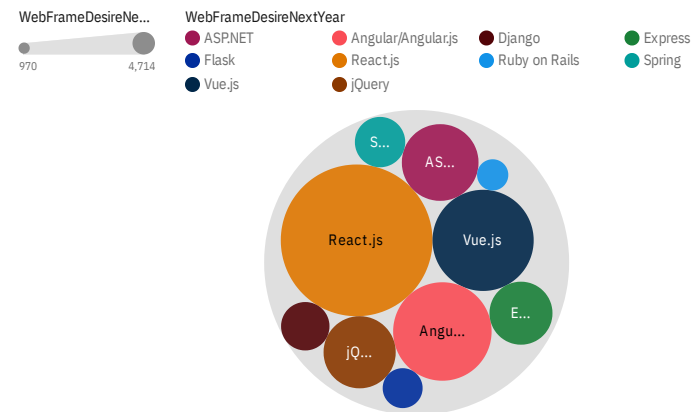 WebFrameDesireNe...
970
4,714
WebFrameDesireNextYear
ASP.NET
Angular/Angular.js
Django
Express
Flask
React.js
Ruby on Rails
Spring
Vue.js
jQuery
S...
AS...
React.js
Vue.js
E...
Angu...
jQ...